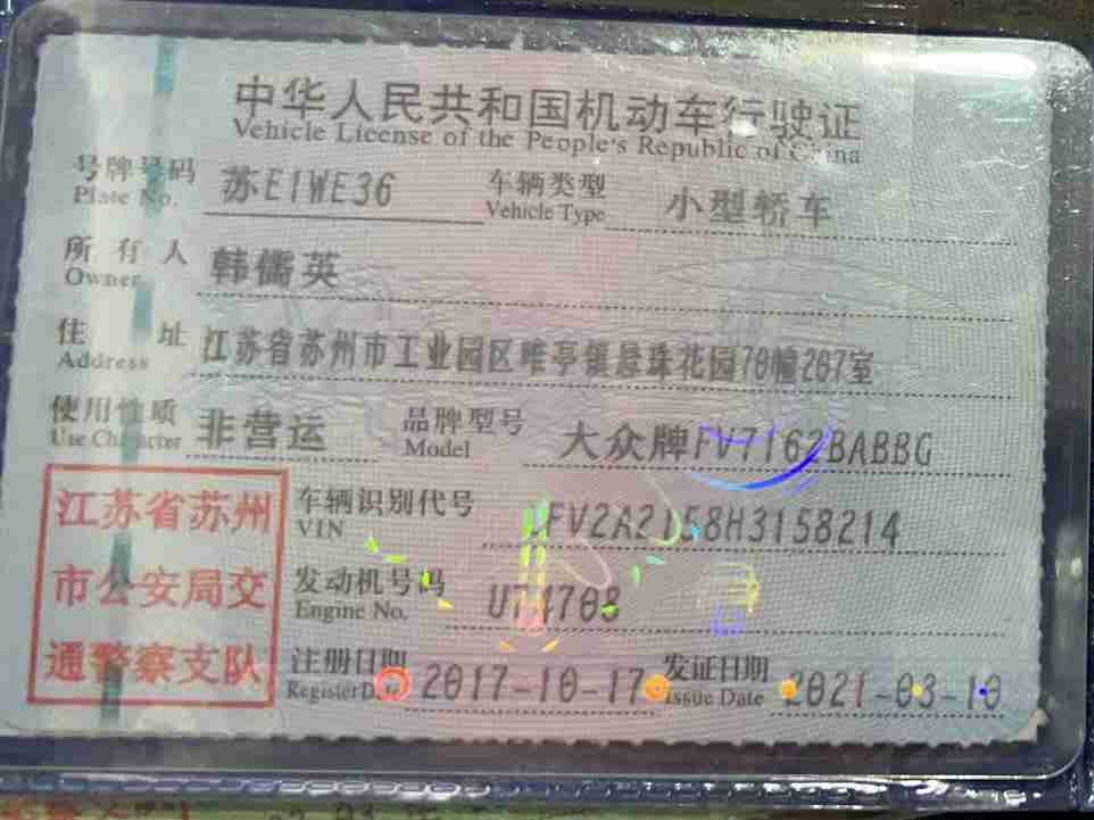 中华人民共和国机动车行驶证
Vehicle License of the People's Republic of China
号牌号码 苏E1WE36 车辆类型 小型轿车
Plate No. Vehicle Type
所有人 韩儒英
Owner
住址 江苏省苏州市工业园区唯亭镇悬珠花园70幢207室
Address
使用性质 非营运 品牌型号 大众牌FV7162BABBG
Use Character Model
江苏省苏州
市公安局交
通警察支队
车辆识别代号 LFV2A2158H3158214
VIN
发动机号码
Engine No.
注册日期 2017-10-17 发证日期 2021-03-10
Register Date Issue Date